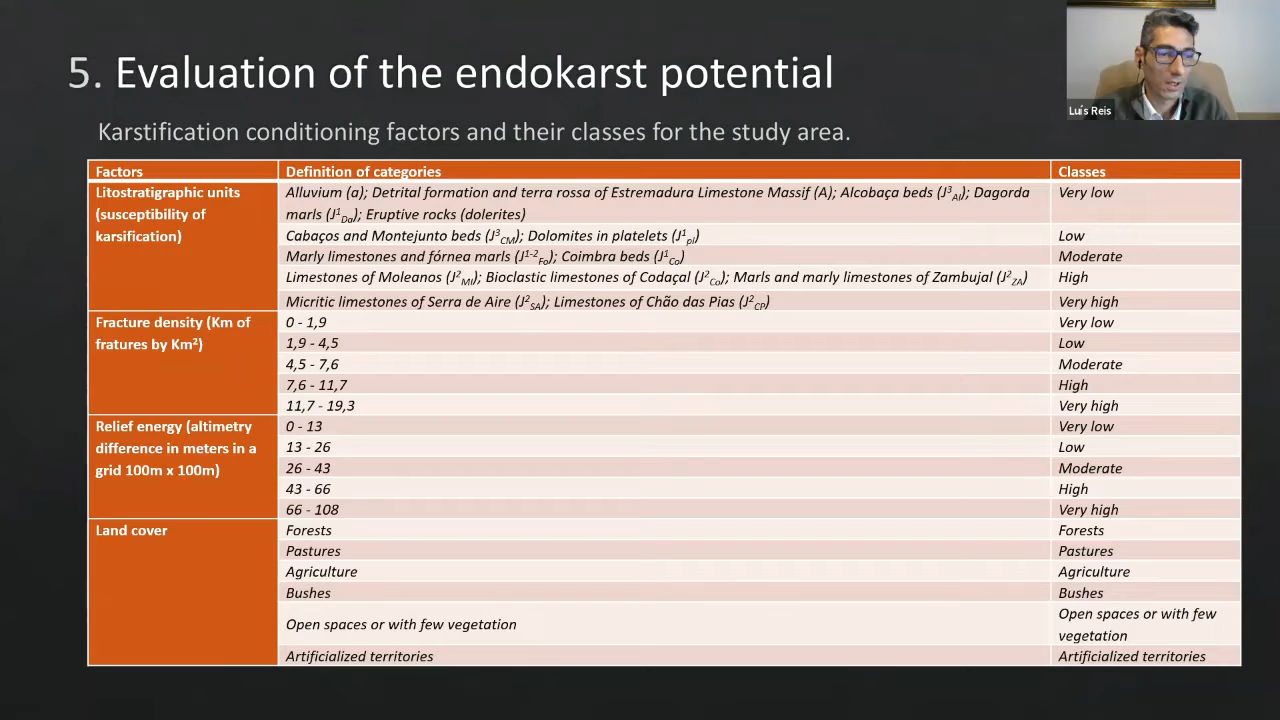 5. Evaluation of the endokarst potential
Luís Reis
Karstification conditioning factors and their classes for the study area.
Factors Definition of categories Classes
Litostratigraphic units (susceptibility of karsification)
Alluvium (a); Detrital formation and terra rossa of Estremadura Limestone Massif (A); Alcobaça beds (J³Al); Dagorda
marls (J¹Da); Eruptive rocks (dolerites) Very low
Cabaços and Montejunto beds (J³CM); Dolomites in platelets (J¹pl) Low
Marly limestones and fórnea marls (J¹⁻²Fo); Coimbra beds (J¹Co) Moderate
Limestones of Moleanos (J²Ml); Bioclastic limestones of Codaçal (J²Co); Marls and marly limestones of Zambujal (J²ZA) High
Micritic limestones of Serra de Aire (J²SA); Limestones of Chão das Pias (J²CP) Very high
Fracture density (Km of
fratures by Km²)
0 - 1,9 Very low
1,9 - 4,5 Low
4,5 - 7,6 Moderate
7,6 - 11,7 High
11,7 - 19,3 Very high
Relief energy (altimetry
difference in meters in a
grid 100m x 100m)
0 - 13 Very low
13 - 26 Low
26 - 43 Moderate
43 - 66 High
66 - 108 Very high
Land cover
Forests Forests
Pastures Pastures
Agriculture Agriculture
Bushes Bushes
Open spaces or with few vegetation Open spaces or with few
vegetation
Artificialized territories Artificialized territories